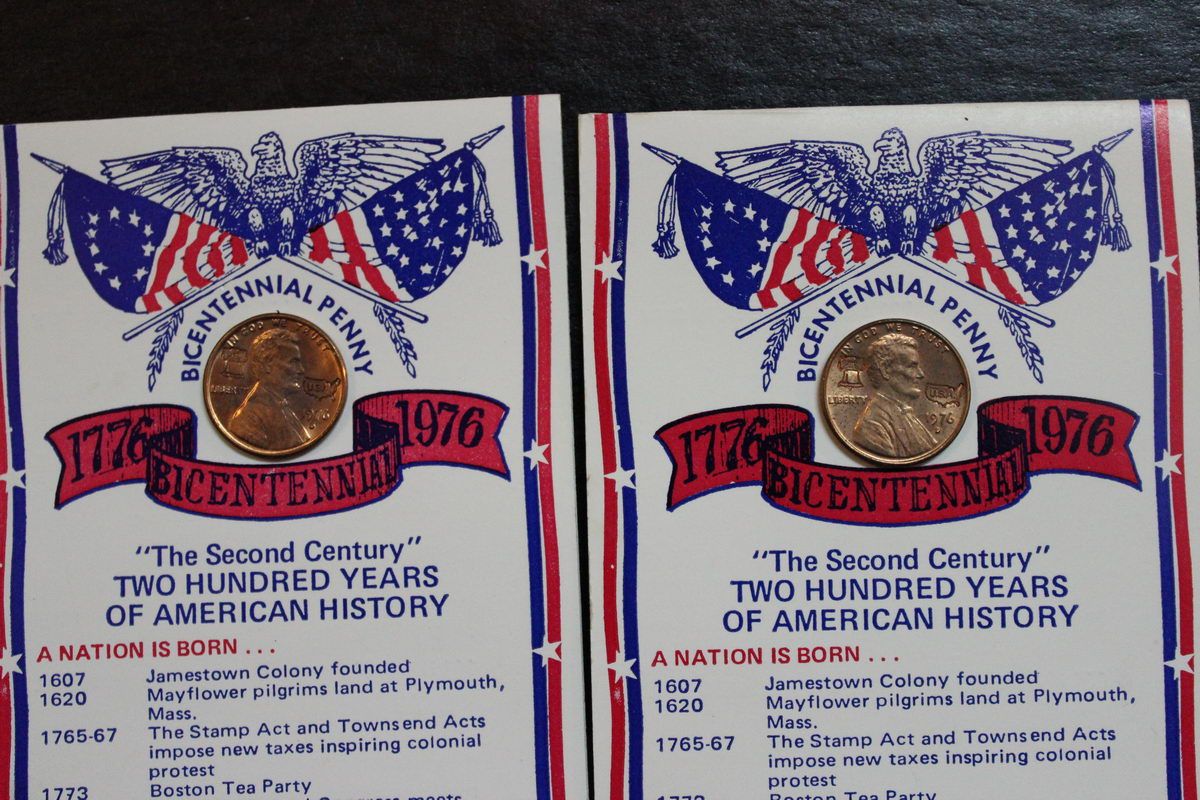 BICENTENNIAL PENNY
IN GOD WE TRUST
LIBERTY
U.S.A.
1976
D
1776
BICENTENNIAL
1976
"The Second Century"
TWO HUNDRED YEARS
OF AMERICAN HISTORY
A NATION IS BORN . . .
1607 Jamestown Colony founded
1620 Mayflower pilgrims land at Plymouth,
Mass.
1765-67 The Stamp Act and Townsend Acts
impose new taxes inspiring colonial
protest
1773 Boston Tea Party
Congress meets
BICENTENNIAL PENNY
IN GOD WE TRUST
LIBERTY
U.S.A.
1976
D
1776
BICENTENNIAL
1976
"The Second Century"
TWO HUNDRED YEARS
OF AMERICAN HISTORY
A NATION IS BORN . . .
1607 Jamestown Colony founded
1620 Mayflower pilgrims land at Plymouth,
Mass.
1765-67 The Stamp Act and Townsend Acts
impose new taxes inspiring colonial
protest
1773 Boston Tea Party